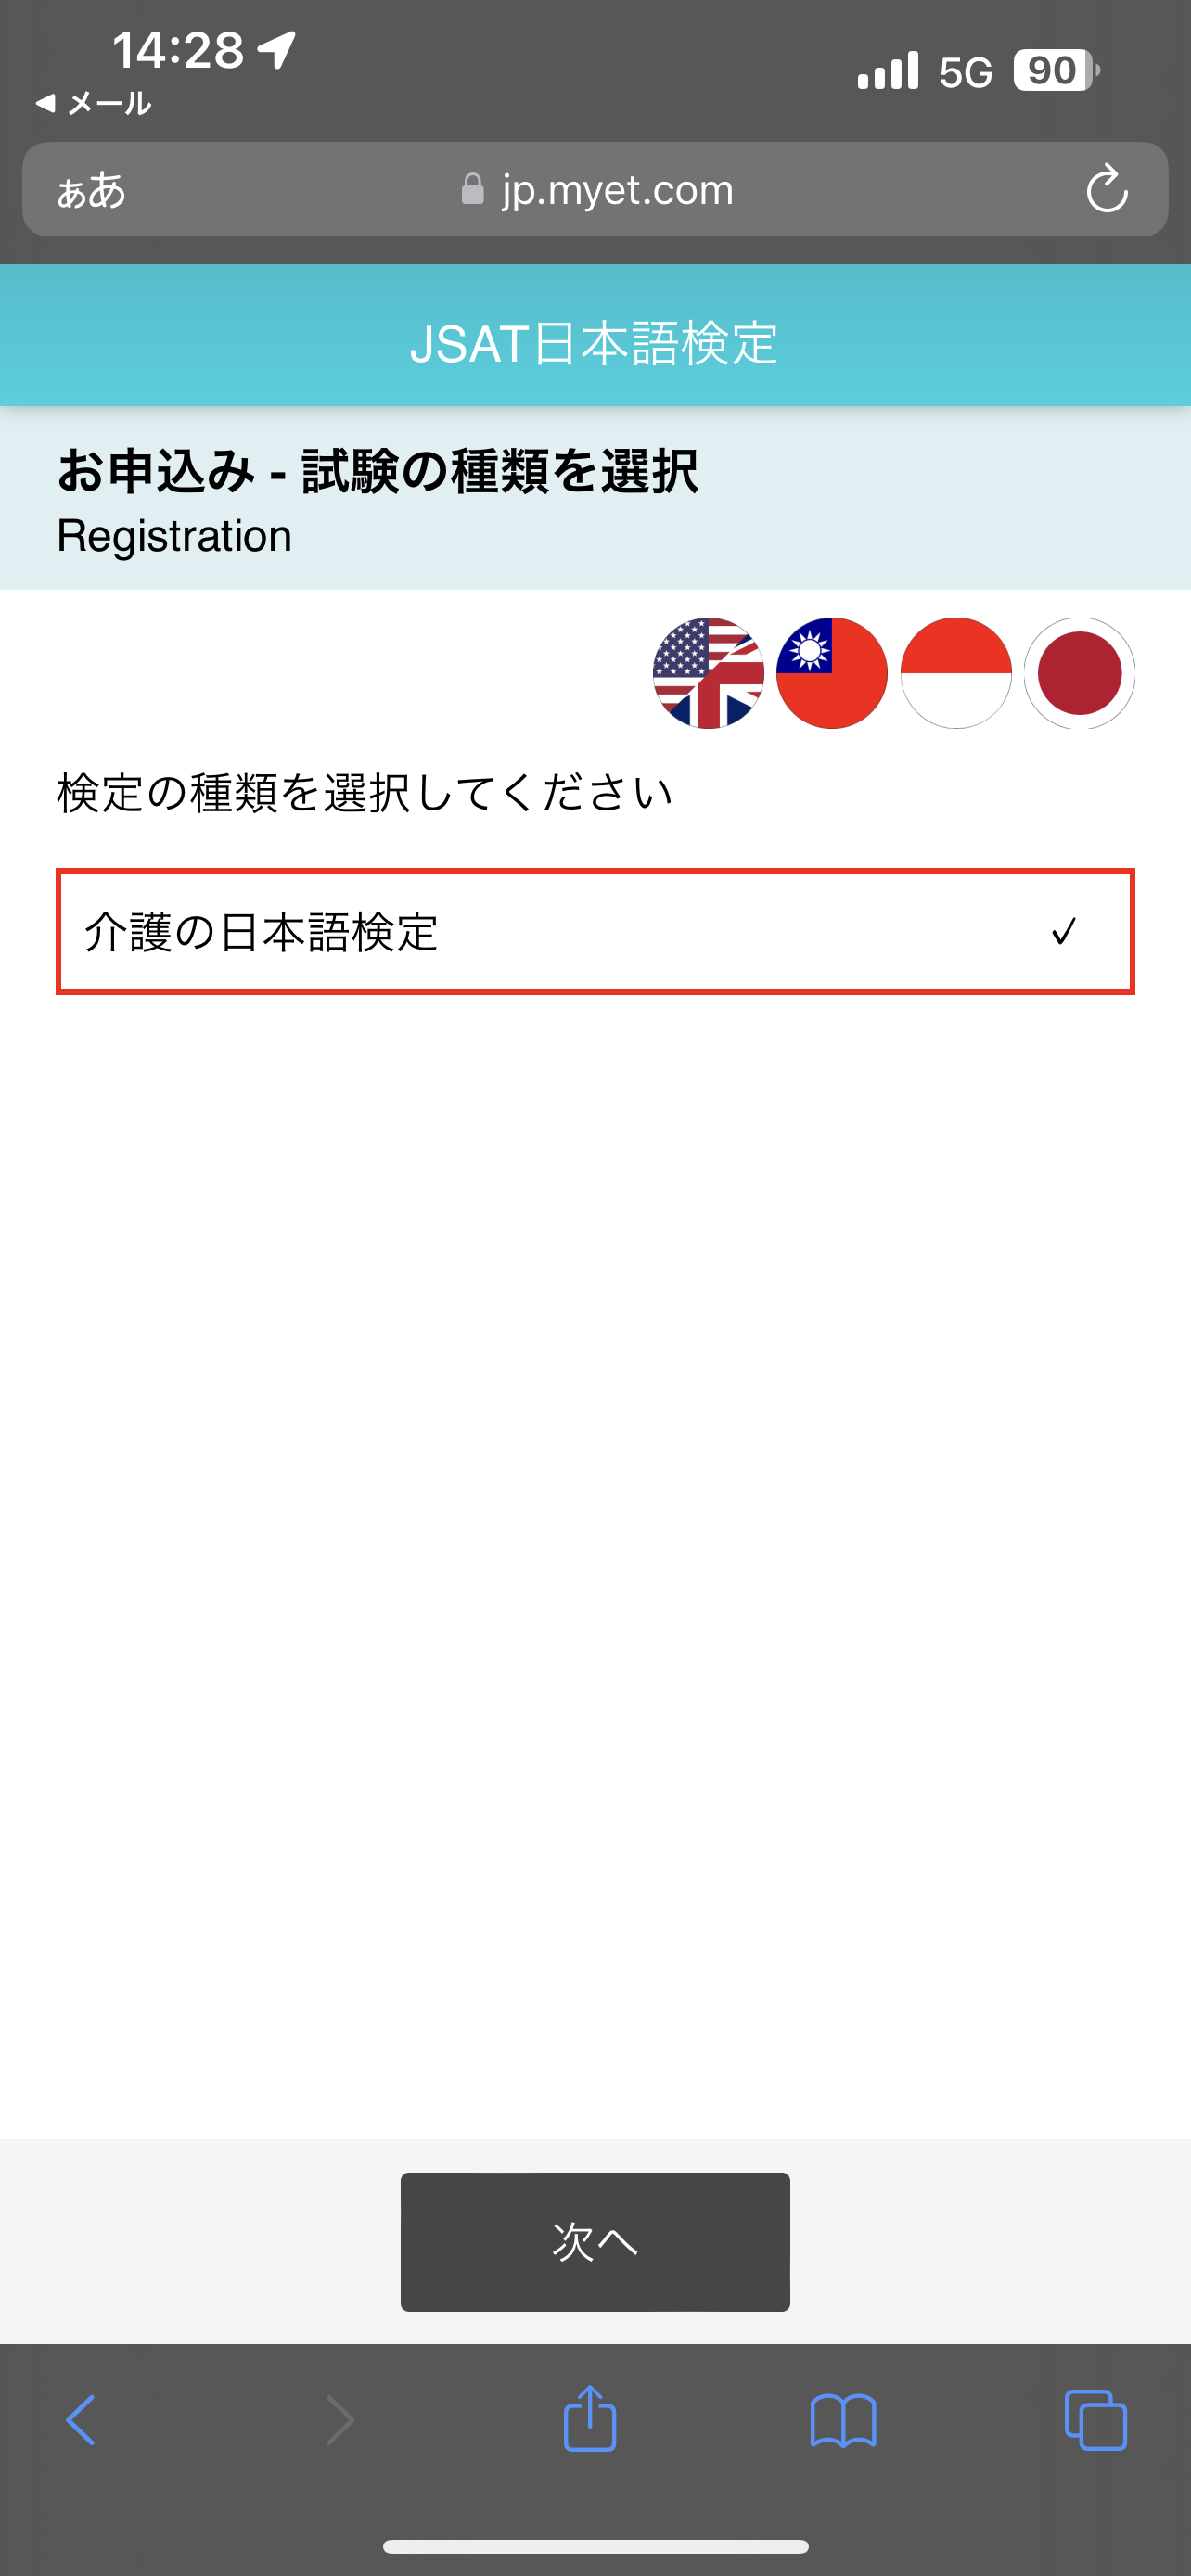 14:28
5G 90
メール
ぁあ jp.myet.com
JSAT日本語検定
お申込み - 試験の種類を選択
Registration
検定の種類を選択してください
介護の日本語検定 ✓
次へ